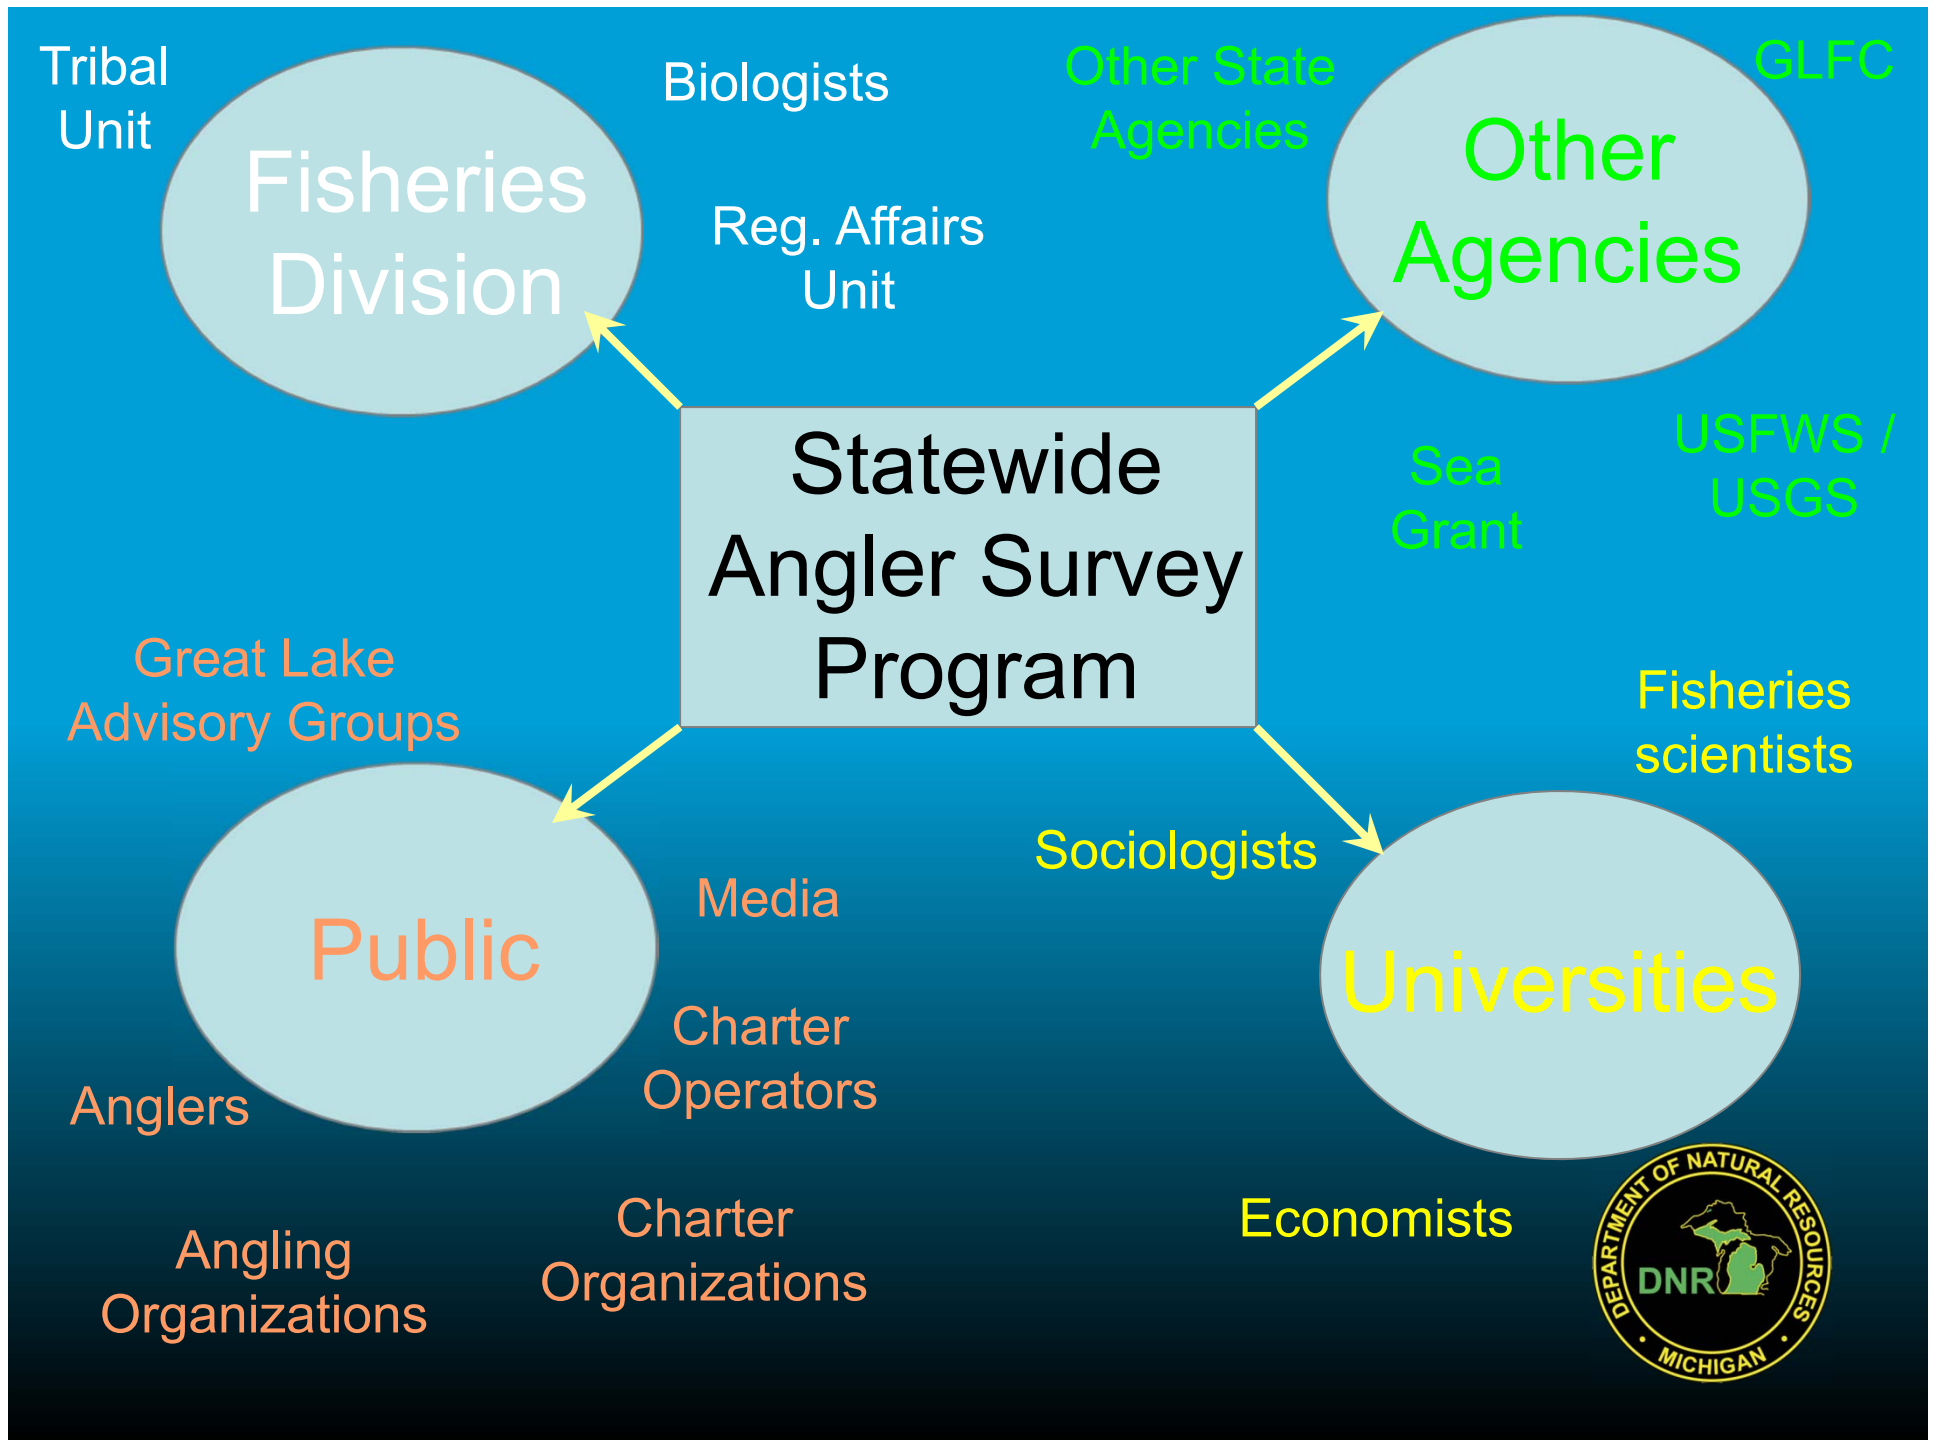 Tribal
Unit
Fisheries
Division
Biologists
Reg. Affairs
Unit
Other State
Agencies
GLFC
Other
Agencies
USFWS /
USGS
Sea
Grant
Statewide
Angler Survey
Program
Great Lake
Advisory Groups
Public
Media
Charter
Operators
Anglers
Angling
Organizations
Charter
Organizations
Fisheries
scientists
Sociologists
Universities
Economists
DEPARTMENT OF NATURAL RESOURCES
DNR
• MICHIGAN •